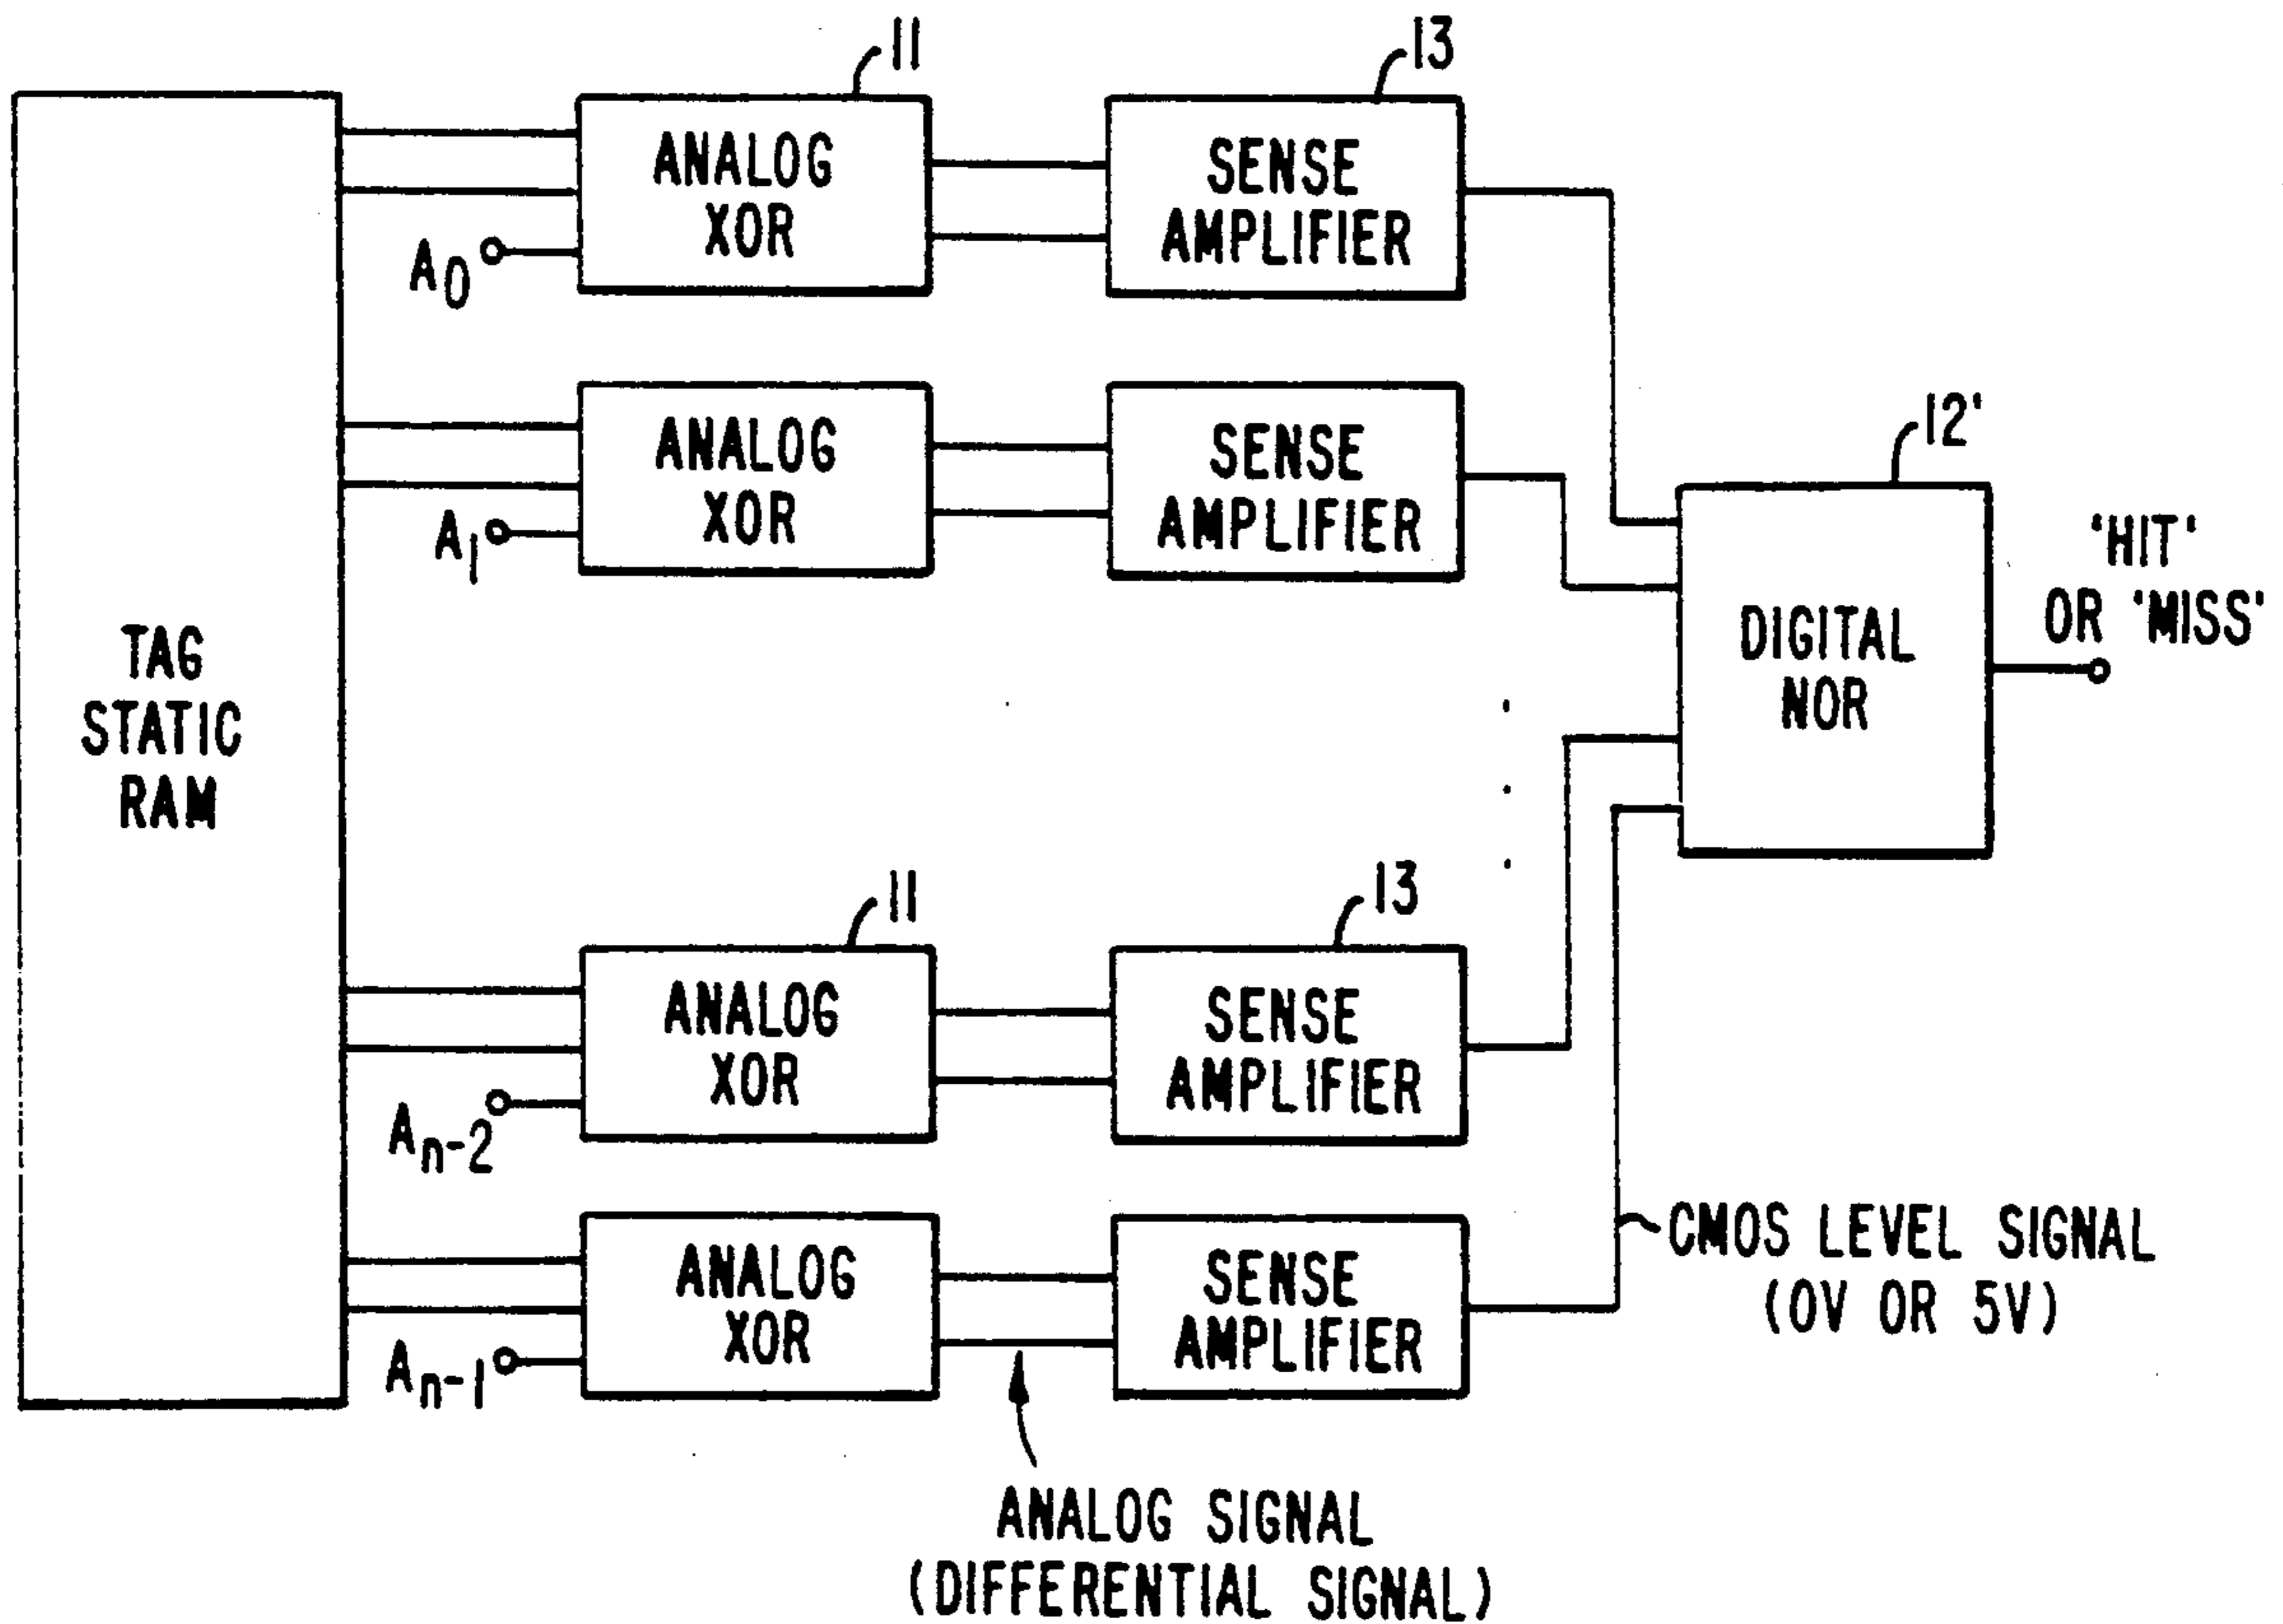 11
13
ANALOG
XOR
SENSE
AMPLIFIER
A0
ANALOG
XOR
SENSE
AMPLIFIER
A1
12'
'HIT'
OR 'MISS'
DIGITAL
NOR
TAG
STATIC
RAM
11
13
ANALOG
XOR
SENSE
AMPLIFIER
An-2
ANALOG
XOR
SENSE
AMPLIFIER
An-1
CMOS LEVEL SIGNAL
(0V OR 5V)
ANALOG SIGNAL
(DIFFERENTIAL SIGNAL)